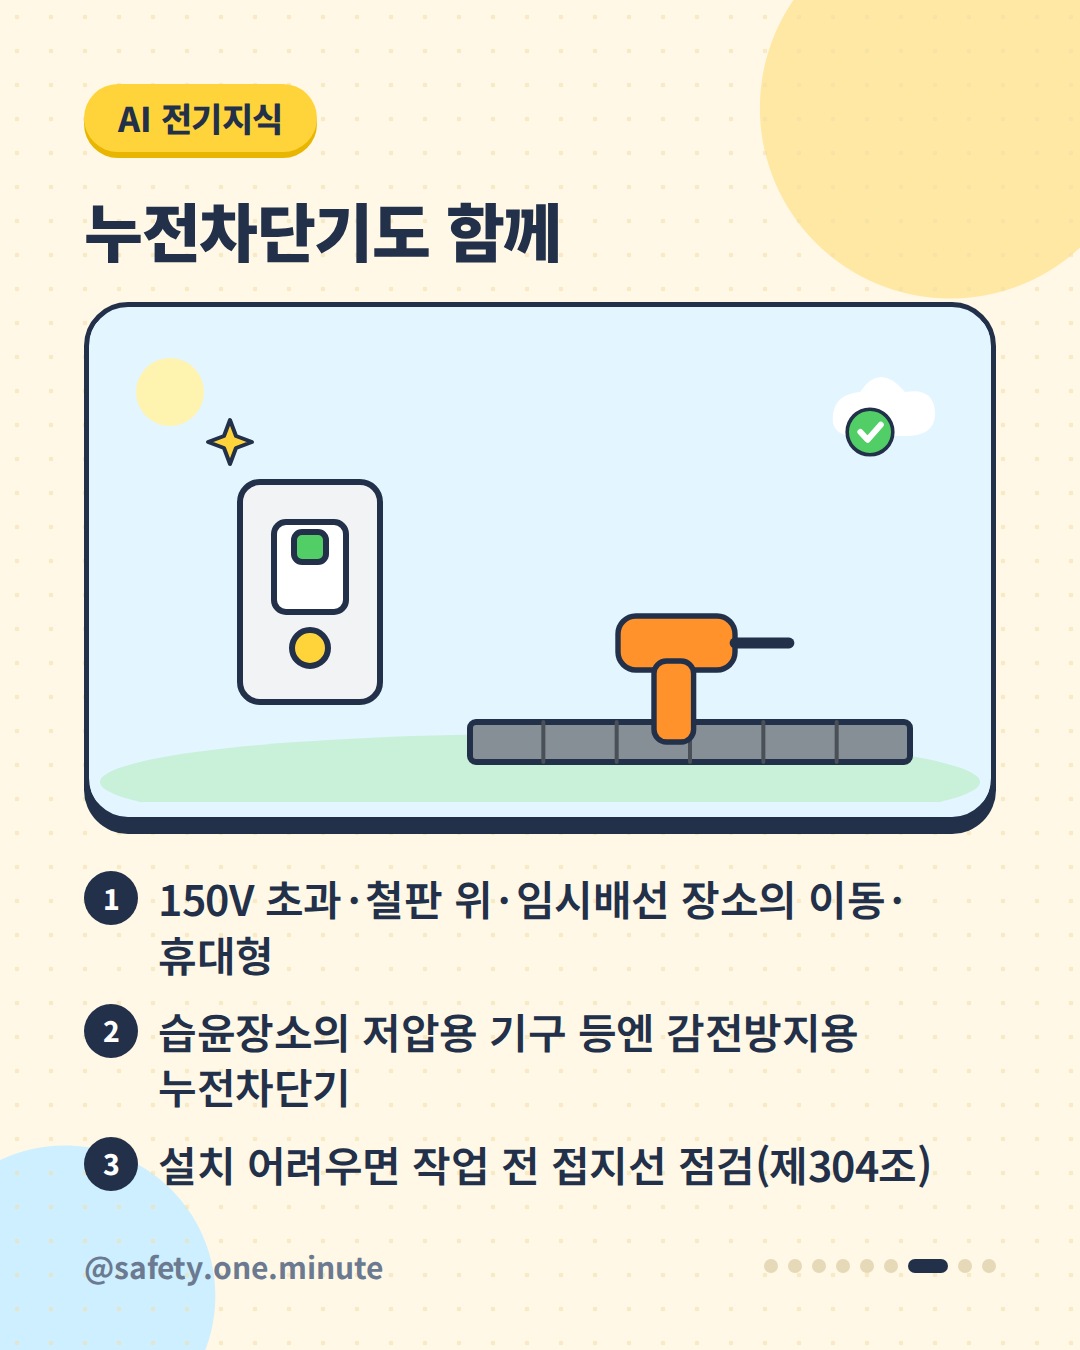 AI 전기지식
누전차단기도 함께
1 150V 초과·철판 위·임시배선 장소의 이동·
휴대형
2 습윤장소의 저압용 기구 등엔 감전방지용
누전차단기
3 설치 어려우면 작업 전 접지선 점검(제304조)
@safety.one.minute